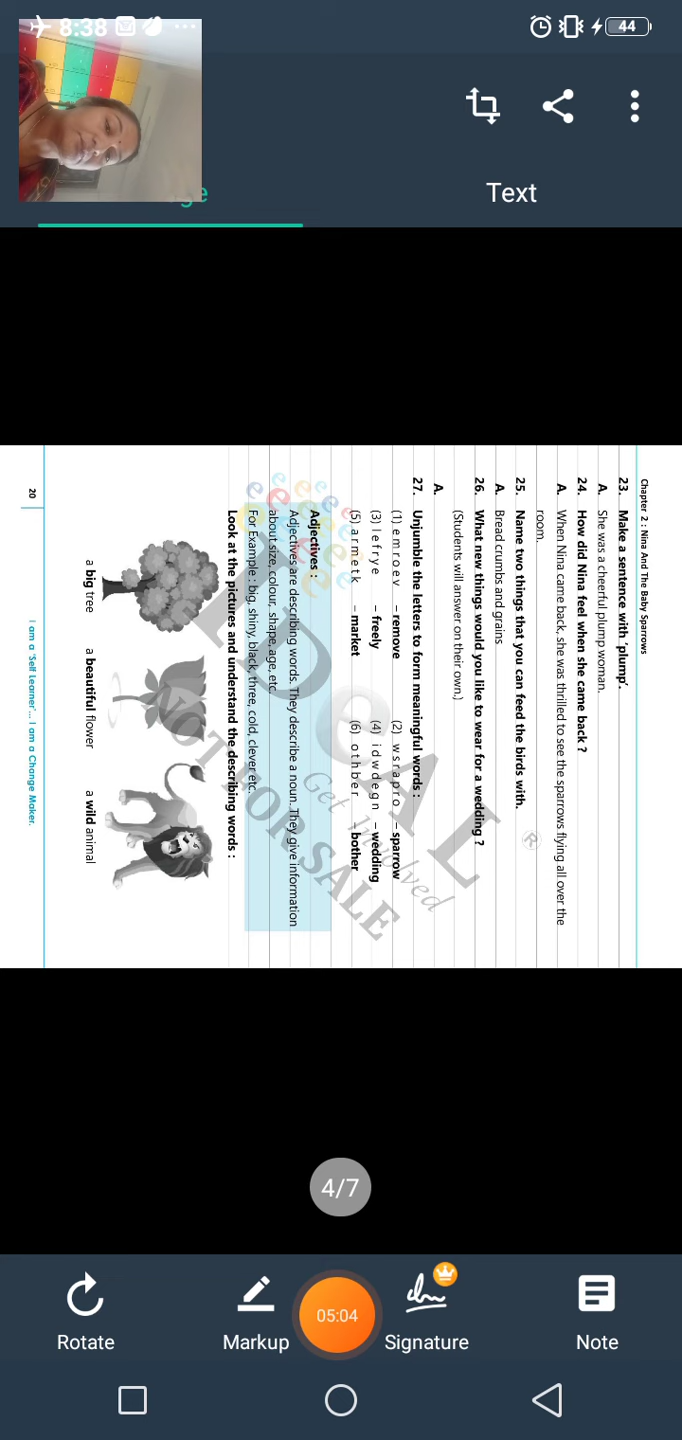 8:38
44
ge
Text
Chapter 2 : Nina And The Baby Sparrows
23. Make a sentence with 'plump'.
A. She was a cheerful plump woman.
24. How did Nina feel when she came back ?
A. When Nina came back, she was thrilled to see the sparrows flying all over the
room.
25. Name two things that you can feed the birds with.
A. Bread crumbs and grains
26. What new things would you like to wear for a wedding ?
(Students will answer on their own.)
A.
27. Unjumble the letters to form meaningful words :
(1) e m r o e v – remove (2) w s r a p r o – sparrow
(3) l e f r y e – freely (4) i d w d e g n – wedding
(5) a r m e t k – market (6) o t h b e r – bother
Adjectives :
Adjectives are describing words. They describe a noun. They give information
about size, colour, shape, age, etc.
For Example : big, shiny, black, three, cold, clever etc.
Look at the pictures and understand the describing words :
a big tree a beautiful flower a wild animal
20 I am a 'Self Learner'... I am a Change Maker.
IDeAL
®
Get involved
NOT FOR SALE
4/7
Rotate
Markup
05:04
Signature
Note